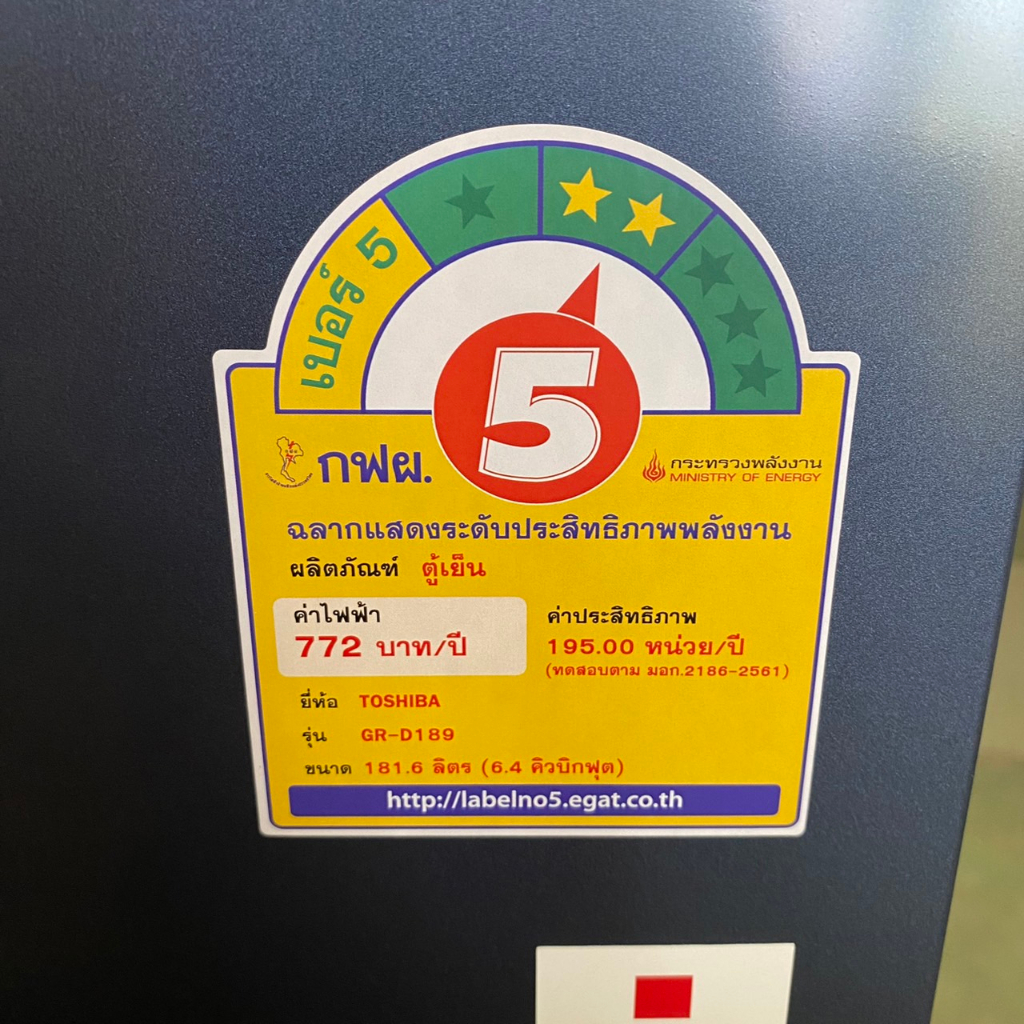 เบอร์ 5
5
กฟผ.
กระทรวงพลังงาน
MINISTRY OF ENERGY
ฉลากแสดงระดับประสิทธิภาพพลังงาน
ผลิตภัณฑ์ ตู้เย็น
ค่าไฟฟ้า
772 บาท/ปี
ค่าประสิทธิภาพ
195.00 หน่วย/ปี
(ทดสอบตาม มอก.2186-2561)
ยี่ห้อ TOSHIBA
รุ่น GR-D189
ขนาด 181.6 ลิตร (6.4 คิวบิกฟุต)
http://labelno5.egat.co.th